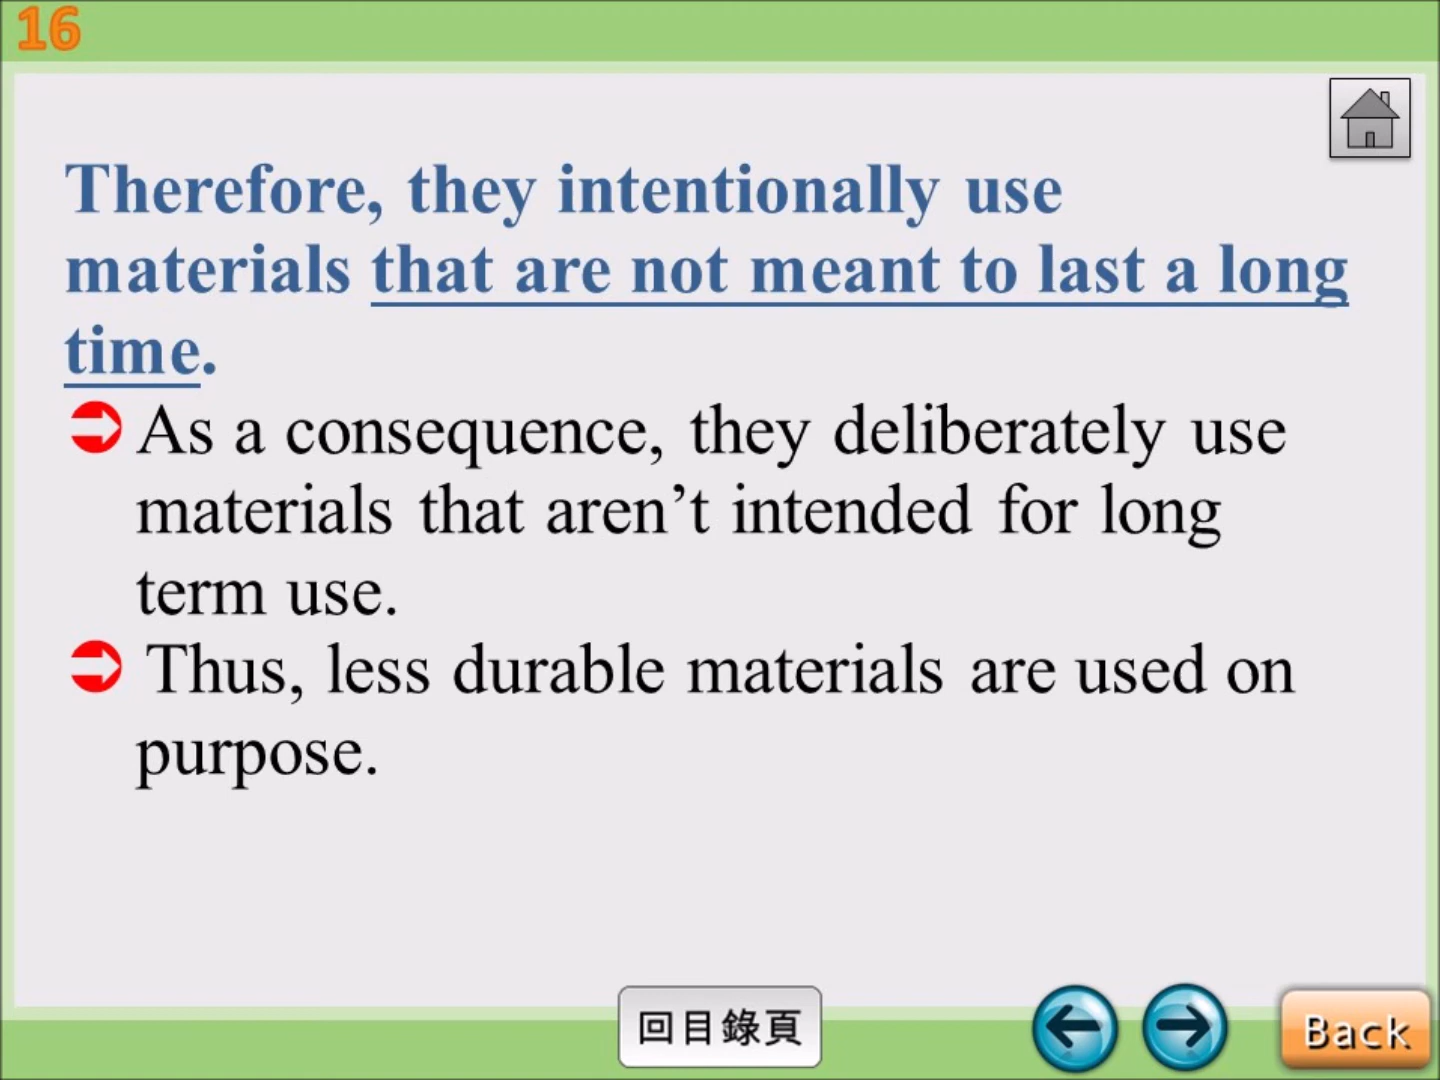 16
Therefore, they intentionally use
materials that are not meant to last a long
time.
As a consequence, they deliberately use
materials that aren’t intended for long
term use.
Thus, less durable materials are used on
purpose.
回目錄頁
Back